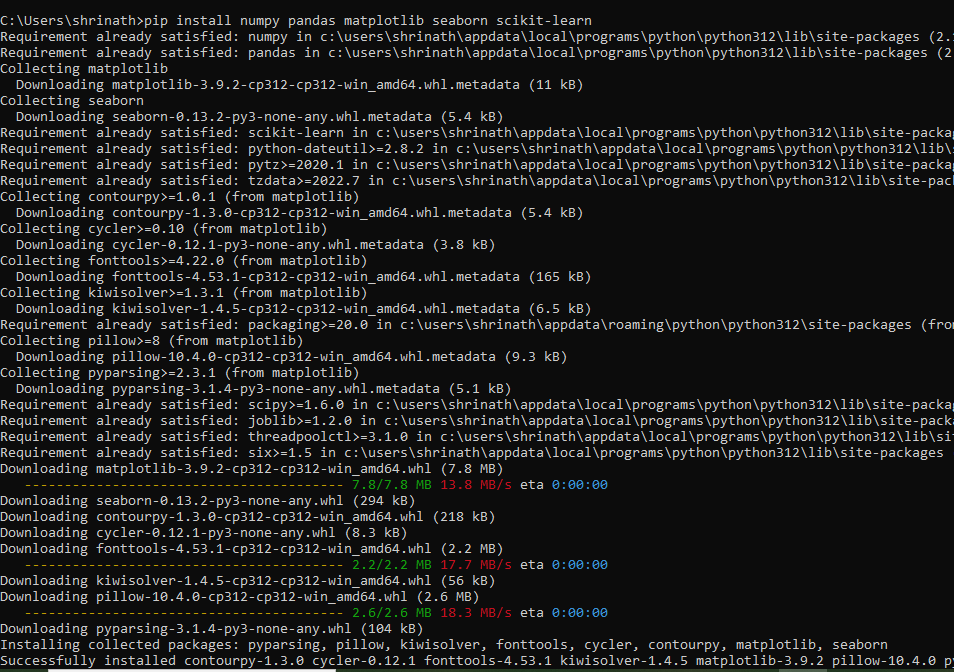 C:\Users\shrinath>pip install numpy pandas matplotlib seaborn scikit-learn
Requirement already satisfied: numpy in c:\users\shrinath\appdata\local\programs\python\python312\lib\site-packages (2.
Requirement already satisfied: pandas in c:\users\shrinath\appdata\local\programs\python\python312\lib\site-packages (2
Collecting matplotlib
  Downloading matplotlib-3.9.2-cp312-cp312-win_amd64.whl.metadata (11 kB)
Collecting seaborn
  Downloading seaborn-0.13.2-py3-none-any.whl.metadata (5.4 kB)
Requirement already satisfied: scikit-learn in c:\users\shrinath\appdata\local\programs\python\python312\lib\site-packa
Requirement already satisfied: python-dateutil>=2.8.2 in c:\users\shrinath\appdata\local\programs\python\python312\lib\
Requirement already satisfied: pytz>=2020.1 in c:\users\shrinath\appdata\local\programs\python\python312\lib\site-packa
Requirement already satisfied: tzdata>=2022.7 in c:\users\shrinath\appdata\local\programs\python\python312\lib\site-pac
Collecting contourpy>=1.0.1 (from matplotlib)
  Downloading contourpy-1.3.0-cp312-cp312-win_amd64.whl.metadata (5.4 kB)
Collecting cycler>=0.10 (from matplotlib)
  Downloading cycler-0.12.1-py3-none-any.whl.metadata (3.8 kB)
Collecting fonttools>=4.22.0 (from matplotlib)
  Downloading fonttools-4.53.1-cp312-cp312-win_amd64.whl.metadata (165 kB)
Collecting kiwisolver>=1.3.1 (from matplotlib)
  Downloading kiwisolver-1.4.5-cp312-cp312-win_amd64.whl.metadata (6.5 kB)
Requirement already satisfied: packaging>=20.0 in c:\users\shrinath\appdata\roaming\python\python312\site-packages (fro
Collecting pillow>=8 (from matplotlib)
  Downloading pillow-10.4.0-cp312-cp312-win_amd64.whl.metadata (9.3 kB)
Collecting pyparsing>=2.3.1 (from matplotlib)
  Downloading pyparsing-3.1.4-py3-none-any.whl.metadata (5.1 kB)
Requirement already satisfied: scipy>=1.6.0 in c:\users\shrinath\appdata\local\programs\python\python312\lib\site-packa
Requirement already satisfied: joblib>=1.2.0 in c:\users\shrinath\appdata\local\programs\python\python312\lib\site-pack
Requirement already satisfied: threadpoolctl>=3.1.0 in c:\users\shrinath\appdata\local\programs\python\python312\lib\si
Requirement already satisfied: six>=1.5 in c:\users\shrinath\appdata\local\programs\python\python312\lib\site-packages
Downloading matplotlib-3.9.2-cp312-cp312-win_amd64.whl (7.8 MB)
   ---------------------------------------- 7.8/7.8 MB 13.8 MB/s eta 0:00:00
Downloading seaborn-0.13.2-py3-none-any.whl (294 kB)
Downloading contourpy-1.3.0-cp312-cp312-win_amd64.whl (218 kB)
Downloading cycler-0.12.1-py3-none-any.whl (8.3 kB)
Downloading fonttools-4.53.1-cp312-cp312-win_amd64.whl (2.2 MB)
   ---------------------------------------- 2.2/2.2 MB 17.7 MB/s eta 0:00:00
Downloading kiwisolver-1.4.5-cp312-cp312-win_amd64.whl (56 kB)
Downloading pillow-10.4.0-cp312-cp312-win_amd64.whl (2.6 MB)
   ---------------------------------------- 2.6/2.6 MB 18.3 MB/s eta 0:00:00
Downloading pyparsing-3.1.4-py3-none-any.whl (104 kB)
Installing collected packages: pyparsing, pillow, kiwisolver, fonttools, cycler, contourpy, matplotlib, seaborn
Successfully installed contourpy-1.3.0 cycler-0.12.1 fonttools-4.53.1 kiwisolver-1.4.5 matplotlib-3.9.2 pillow-10.4.0 py